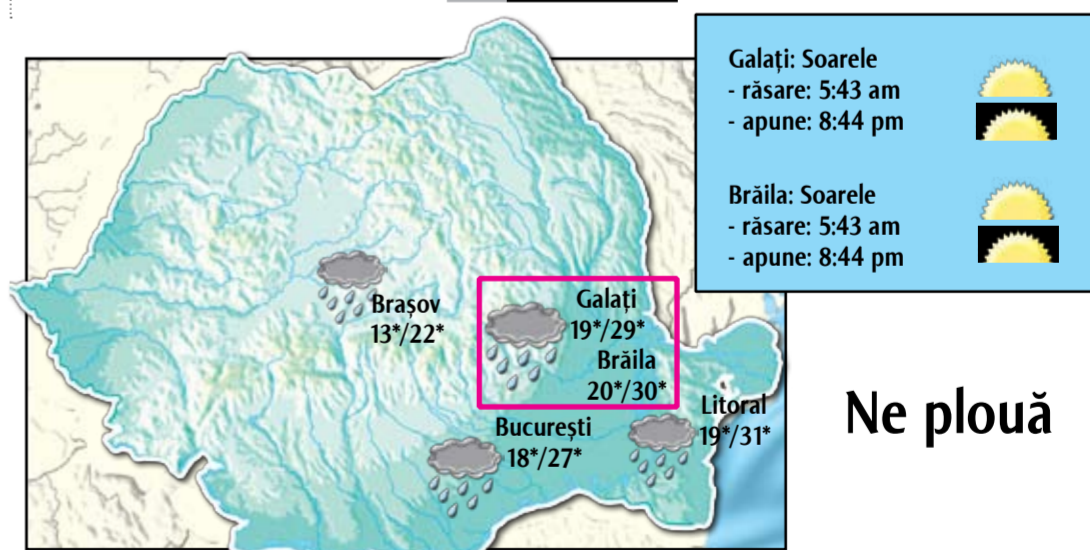 Galați: Soarele
- răsare: 5:43 am
- apune: 8:44 pm
Brăila: Soarele
- răsare: 5:43 am
- apune: 8:44 pm
Brașov
13*/22*
Galați
19*/29*
Brăila
20*/30*
Litoral
19*/31*
București
18*/27*
Ne plouă